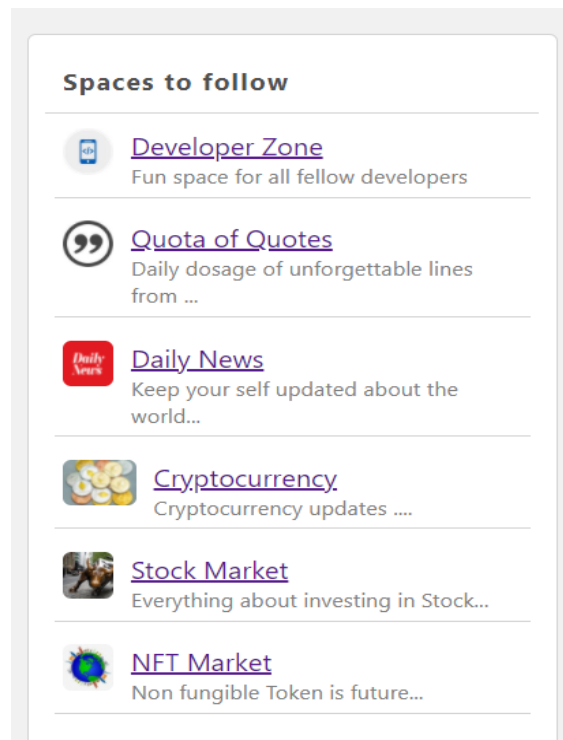 Spaces to follow
Developer Zone
Fun space for all fellow developers
Quota of Quotes
Daily dosage of unforgettable lines
from ...
Daily
News
Daily News
Keep your self updated about the
world...
Cryptocurrency
Cryptocurrency updates ....
Stock Market
Everything about investing in Stock...
NFT Market
Non fungible Token is future...